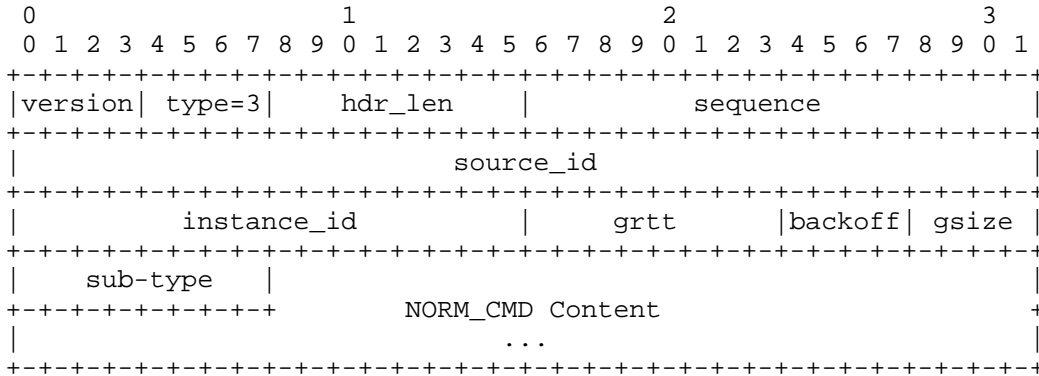 0                   1                   2                   3
0 1 2 3 4 5 6 7 8 9 0 1 2 3 4 5 6 7 8 9 0 1 2 3 4 5 6 7 8 9 0 1
+-+-+-+-+-+-+-+-+-+-+-+-+-+-+-+-+-+-+-+-+-+-+-+-+-+-+-+-+-+-+-+-+
|version| type=3|    hdr_len    |          sequence             |
+-+-+-+-+-+-+-+-+-+-+-+-+-+-+-+-+-+-+-+-+-+-+-+-+-+-+-+-+-+-+-+-+
|                           source_id                           |
+-+-+-+-+-+-+-+-+-+-+-+-+-+-+-+-+-+-+-+-+-+-+-+-+-+-+-+-+-+-+-+-+
|          instance_id          |     grtt      |backoff| gsize |
+-+-+-+-+-+-+-+-+-+-+-+-+-+-+-+-+-+-+-+-+-+-+-+-+-+-+-+-+-+-+-+-+
|    sub-type   |                                               |
+-+-+-+-+-+-+-+-+        NORM_CMD Content                       +
|                              ...                              |
+-+-+-+-+-+-+-+-+-+-+-+-+-+-+-+-+-+-+-+-+-+-+-+-+-+-+-+-+-+-+-+-+